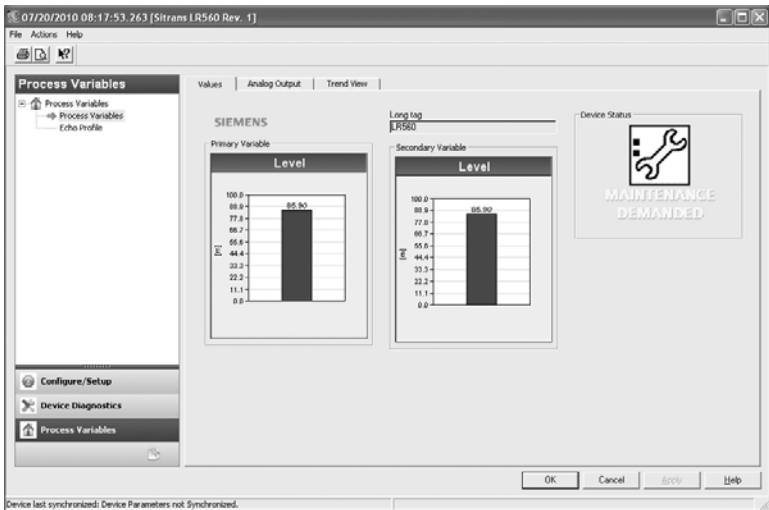 07/20/2010 08:17:53.263 [Sitrans LR560 Rev. 1]
File Actions Help
Process Variables
Process Variables
Process Variables
Echo Profile
Configure/Setup
Device Diagnostics
Process Variables
Values Analog Output Trend View
SIEMENS
Long tag
LR560
Device Status
MAINTENANCE
DEMANDED
Primary Variable
Level
100.0
88.9
77.8
66.7
55.6
44.4
33.3
22.2
11.1
0.0
[m]
85.90
Secondary Variable
Level
100.0
88.9
77.8
66.7
55.6
44.4
33.3
22.2
11.1
0.0
[m]
85.90
OK Cancel Apply Help
Device last synchronized: Device Parameters not Synchronized.